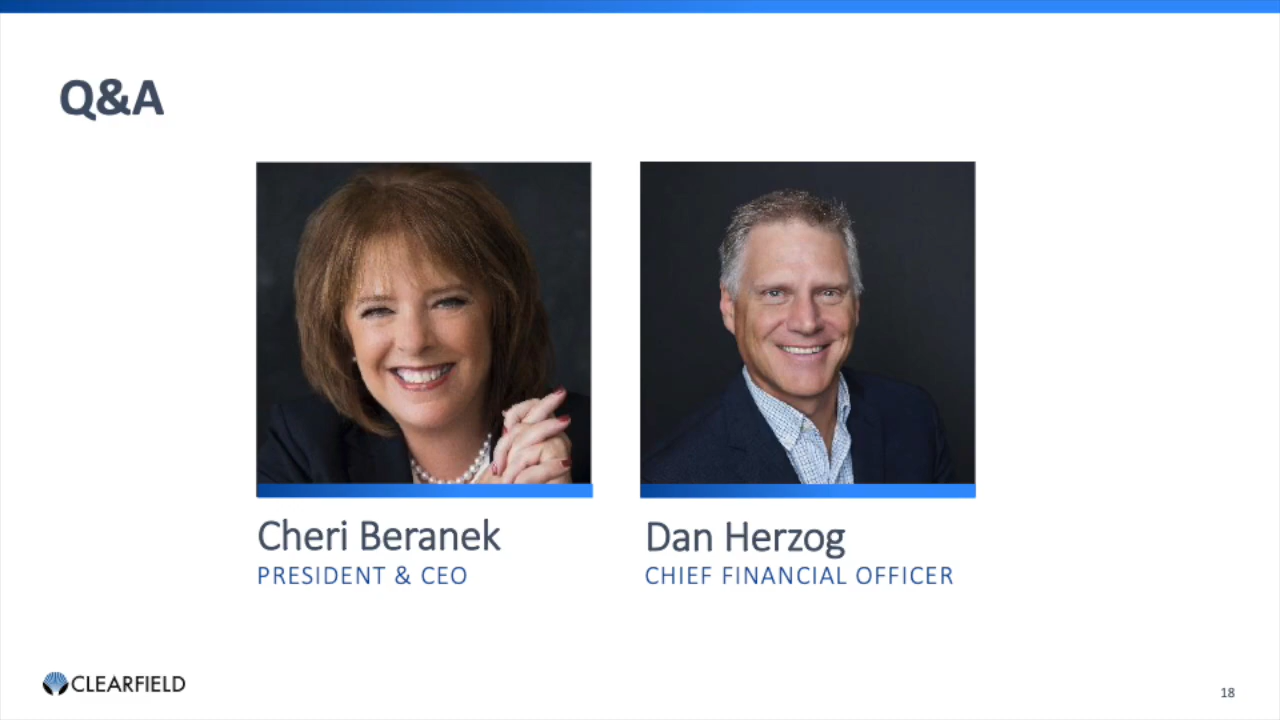 Q&A
Cheri Beranek
PRESIDENT & CEO
Dan Herzog
CHIEF FINANCIAL OFFICER
CLEARFIELD
18